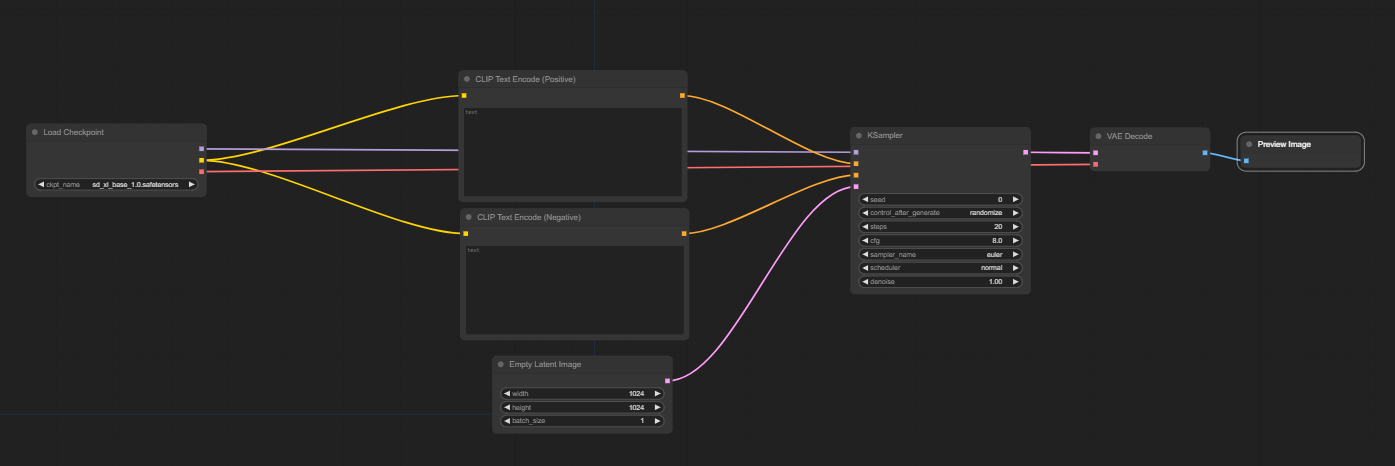 Load Checkpoint
ckpt_name sd_xl_base_1.0.safetensors
CLIP Text Encode (Positive)
text
CLIP Text Encode (Negative)
text
Empty Latent Image
width 1024
height 1024
batch_size 1
KSampler
seed 0
control_after_generate randomize
steps 20
cfg 8.0
sampler_name euler
scheduler normal
denoise 1.00
VAE Decode
Preview Image